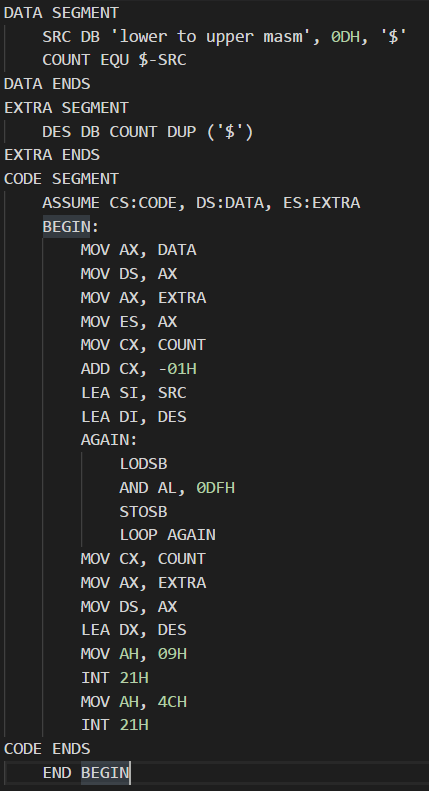 DATA SEGMENT
SRC DB 'lower to upper masm', 0DH, '$'
COUNT EQU $-SRC
DATA ENDS
EXTRA SEGMENT
DES DB COUNT DUP ('$')
EXTRA ENDS
CODE SEGMENT
ASSUME CS:CODE, DS:DATA, ES:EXTRA
BEGIN:
MOV AX, DATA
MOV DS, AX
MOV AX, EXTRA
MOV ES, AX
MOV CX, COUNT
ADD CX, -01H
LEA SI, SRC
LEA DI, DES
AGAIN:
LODSB
AND AL, 0DFH
STOSB
LOOP AGAIN
MOV CX, COUNT
MOV AX, EXTRA
MOV DS, AX
LEA DX, DES
MOV AH, 09H
INT 21H
MOV AH, 4CH
INT 21H
CODE ENDS
END BEGIN